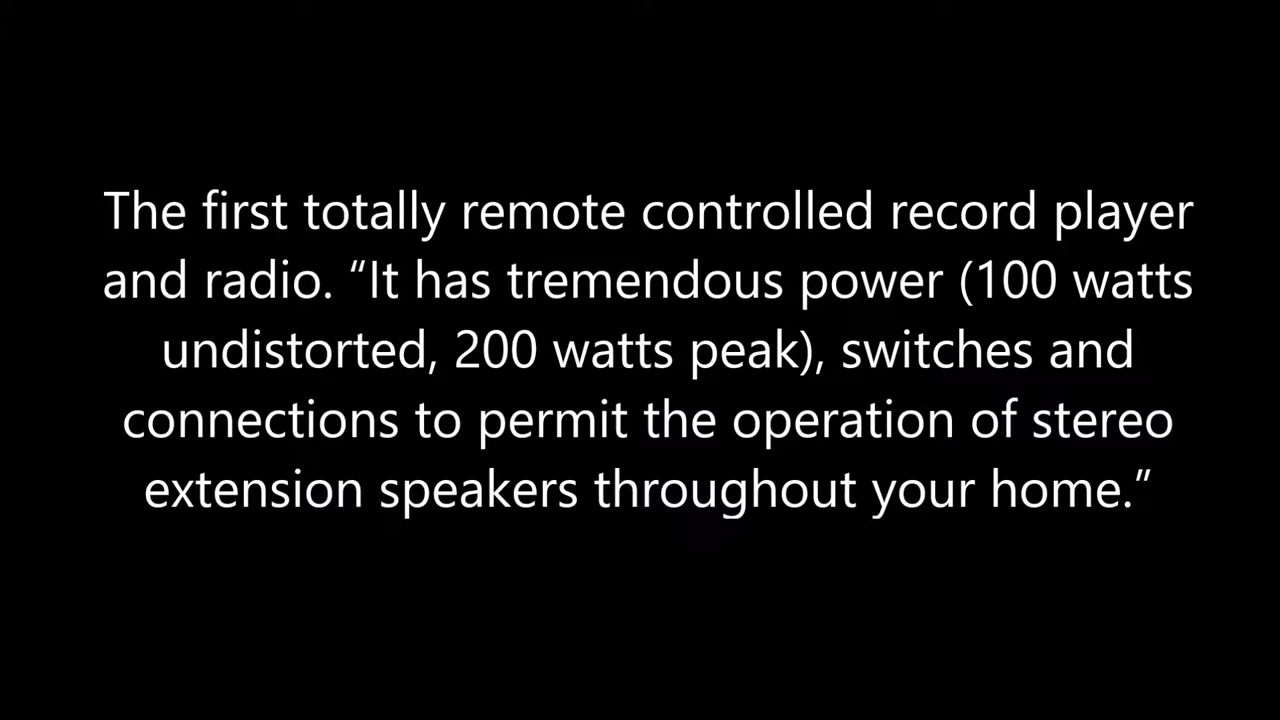 The first totally remote controlled record player
and radio. “It has tremendous power (100 watts
undistorted, 200 watts peak), switches and
connections to permit the operation of stereo
extension speakers throughout your home.”